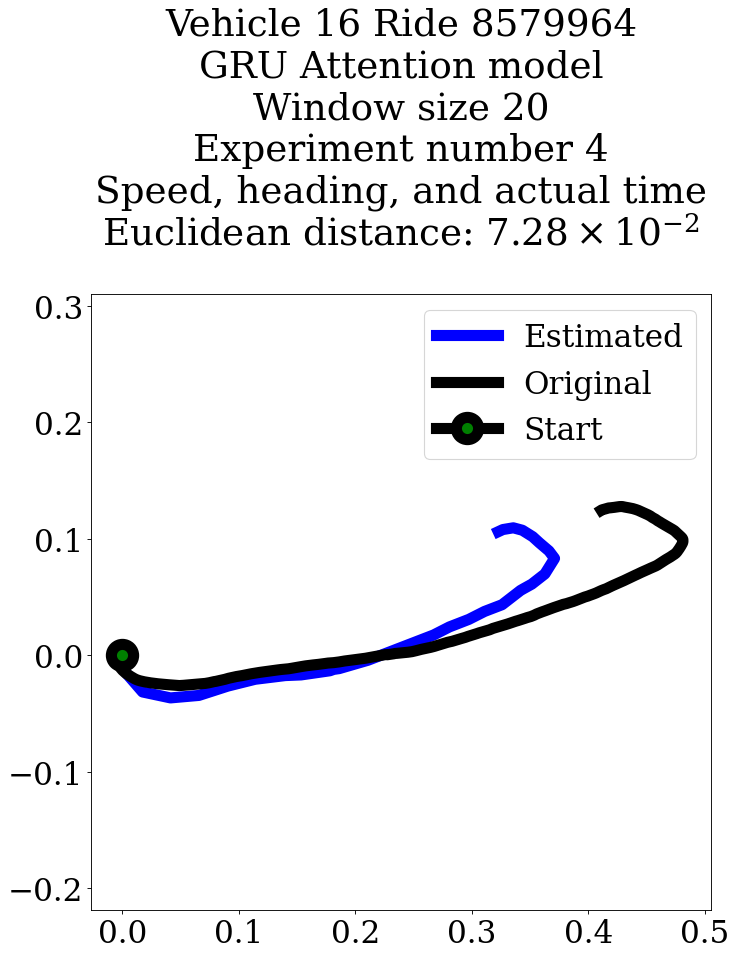 Vehicle 16 Ride 8579964
GRU Attention model
Window size 20
Experiment number 4
Speed, heading, and actual time
Euclidean distance: 7.28 × 10⁻²
Estimated
Original
Start
0.3
0.2
0.1
0.0
−0.1
−0.2
0.0 0.1 0.2 0.3 0.4 0.5